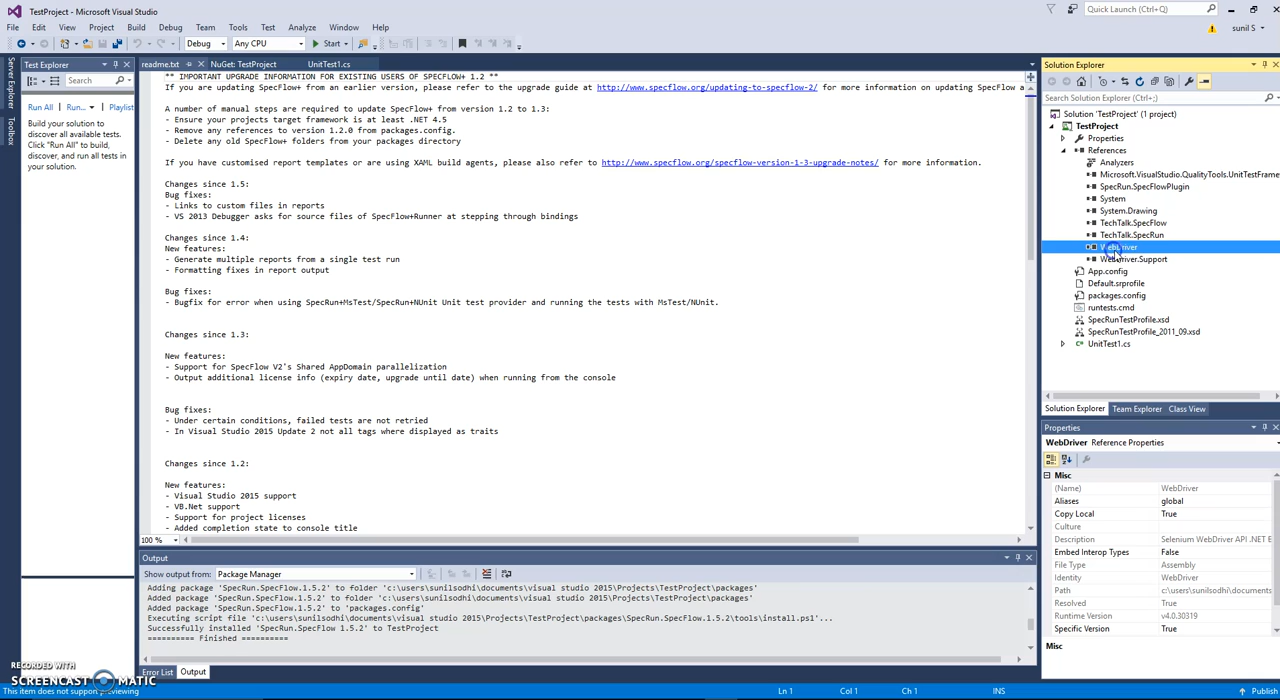 TestProject - Microsoft Visual Studio
Quick Launch (Ctrl+Q)
File Edit View Project Build Debug Team Tools Test Analyze Window Help
sunil S
Debug Any CPU Start
Server Explorer
Toolbox
Test Explorer
Search
Run All Run... Playlist
Build your solution to
discover all available tests.
Click "Run All" to build,
discover, and run all tests in
your solution.
readme.txt NuGet: TestProject UnitTest1.cs
** IMPORTANT UPGRADE INFORMATION FOR EXISTING USERS OF SPECFLOW+ 1.2 **
If you are updating SpecFlow+ from an earlier version, please refer to the upgrade guide at http://www.specflow.org/updating-to-specflow-2/ for more information on updating SpecFlow a
A number of manual steps are required to update SpecFlow+ from version 1.2 to 1.3:
- Ensure your projects target framework is at least .NET 4.5
- Remove any references to version 1.2.0 from packages.config.
- Delete any old SpecFlow+ folders from your packages directory
If you have customised report templates or are using XAML build agents, please also refer to http://www.specflow.org/specflow-version-1-3-upgrade-notes/ for more information.
Changes since 1.5:
Bug fixes:
- Links to custom files in reports
- VS 2013 Debugger asks for source files of SpecFlow+Runner at stepping through bindings
Changes since 1.4:
New features:
- Generate multiple reports from a single test run
- Formatting fixes in report output
Bug fixes:
- Bugfix for error when using SpecRun+MsTest/SpecRun+NUnit Unit test provider and running the tests with MsTest/NUnit.
Changes since 1.3:
New features:
- Support for SpecFlow V2's Shared AppDomain parallelization
- Output additional license info (expiry date, upgrade until date) when running from the console
Bug fixes:
- Under certain conditions, failed tests are not retried
- In Visual Studio 2015 Update 2 not all tags where displayed as traits
Changes since 1.2:
New features:
- Visual Studio 2015 support
- VB.Net support
- Support for project licenses
- Added completion state to console title
100 %
Output
Show output from: Package Manager
Adding package 'SpecRun.SpecFlow.1.5.2' to folder 'c:\users\sunilsodhi\documents\visual studio 2015\Projects\TestProject\packages'
Added package 'SpecRun.SpecFlow.1.5.2' to folder 'c:\users\sunilsodhi\documents\visual studio 2015\Projects\TestProject\packages'
Added package 'SpecRun.SpecFlow.1.5.2' to 'packages.config'
Executing script file 'c:\users\sunilsodhi\documents\visual studio 2015\Projects\TestProject\packages\SpecRun.SpecFlow.1.5.2\tools\install.ps1'...
Successfully installed 'SpecRun.SpecFlow 1.5.2' to TestProject
========== Finished ==========
Error List Output
Solution Explorer
Search Solution Explorer (Ctrl+;)
Solution 'TestProject' (1 project)
TestProject
Properties
References
Analyzers
Microsoft.VisualStudio.QualityTools.UnitTestFrame
SpecRun.SpecFlowPlugin
System
System.Drawing
TechTalk.SpecFlow
TechTalk.SpecRun
WebDriver
WebDriver.Support
App.config
Default.srprofile
packages.config
runtests.cmd
SpecRunTestProfile.xsd
SpecRunTestProfile_2011_09.xsd
UnitTest1.cs
Solution Explorer Team Explorer Class View
Properties
WebDriver Reference Properties
Misc
(Name) WebDriver
Aliases global
Copy Local True
Culture
Description Selenium WebDriver API .NET B
Embed Interop Types False
File Type Assembly
Identity WebDriver
Path c:\users\sunilsodhi\documents
Resolved True
Runtime Version v4.0.30319
Specific Version True
Misc
RECORDED WITH
SCREENCAST MATIC
This item does not support previewing
Ln 1 Col 1 Ch 1 INS Publish